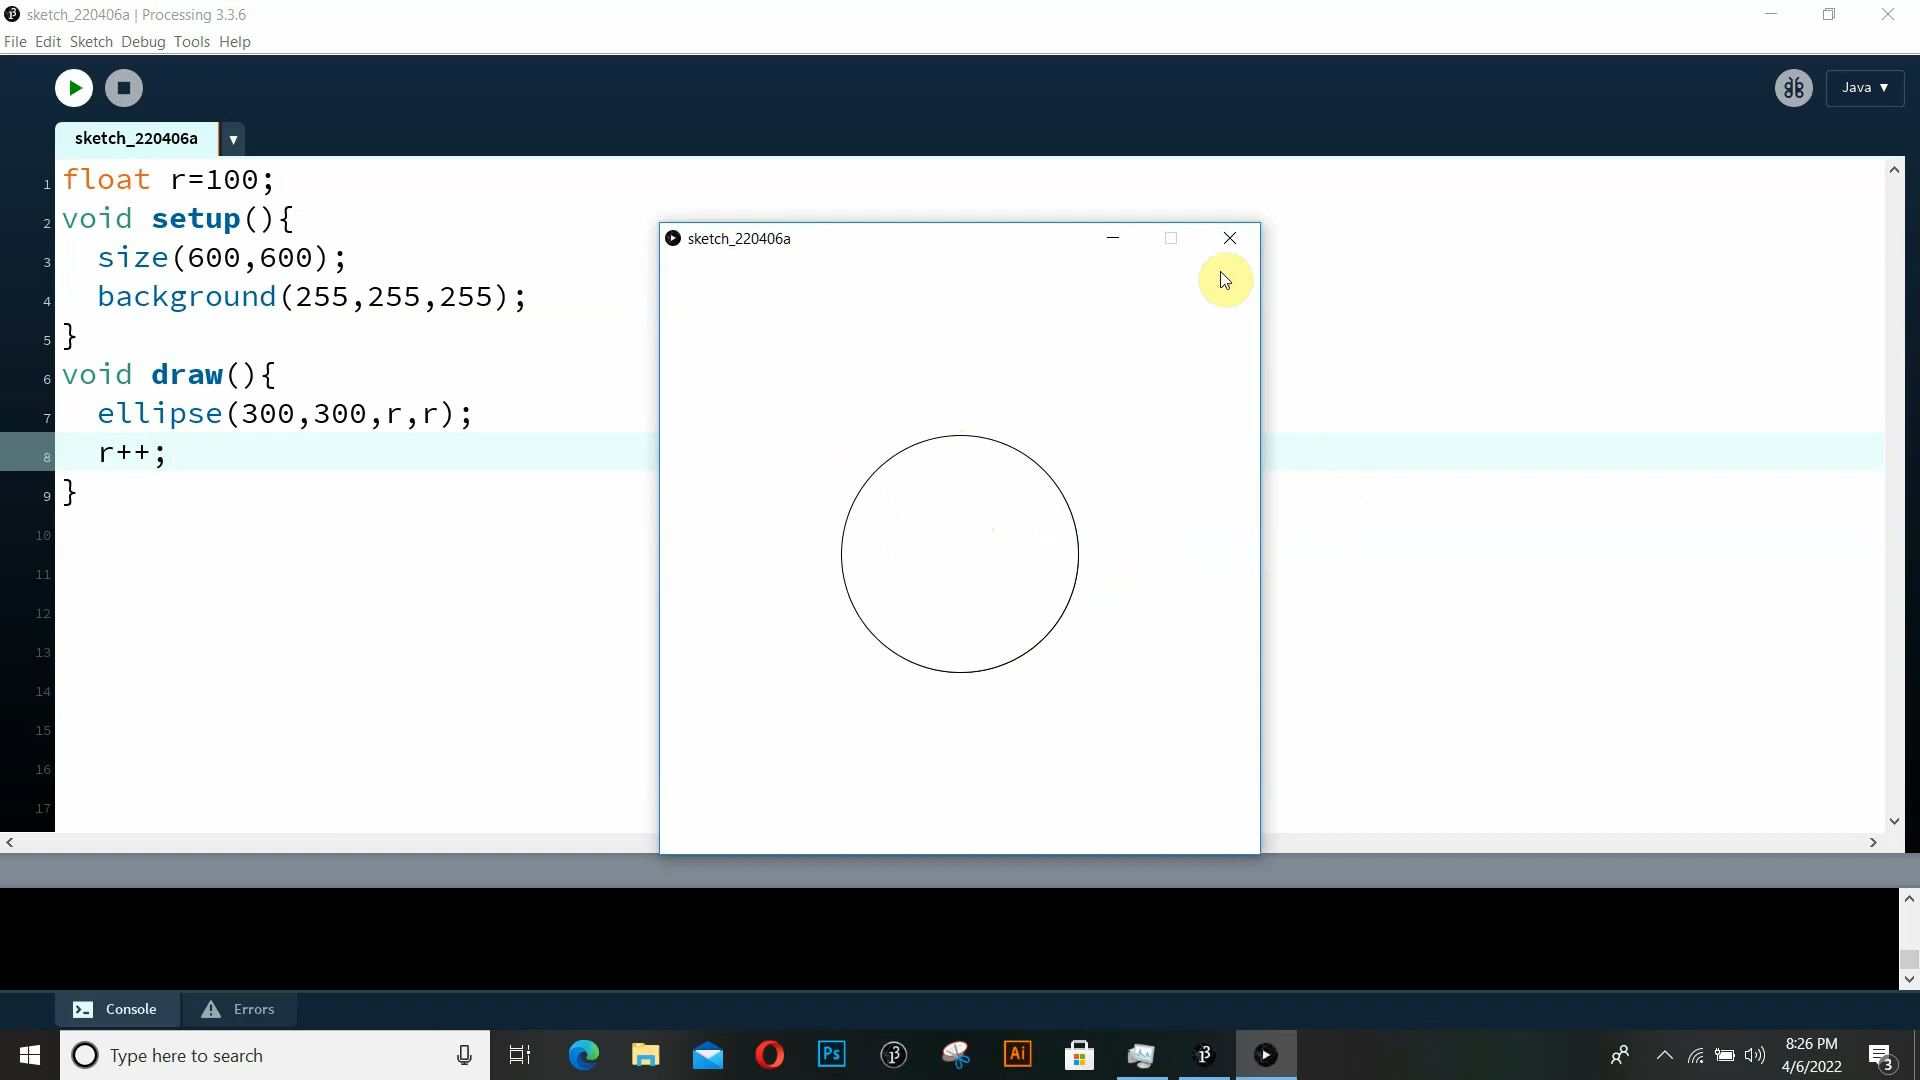 sketch_220406a | Processing 3.3.6
File Edit Sketch Debug Tools Help
Java ▼
sketch_220406a ▼
1 float r=100;
2 void setup(){
3 size(600,600);
4 background(255,255,255);
5 }
6 void draw(){
7 ellipse(300,300,r,r);
8 r++;
9 }
10
11
12
13
14
15
16
17
sketch_220406a
>_ Console
Errors
Type here to search
Ps
Ai
8:26 PM
4/6/2022
3